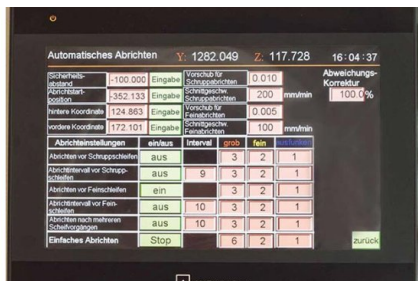 Automatisches Abrichten Y: 1282.049 Z: 117.728 16:04:37
Sicherheits-
abstand -100.000 Eingabe Vorschub für
Schruppabrichten 0.010 Abweichungs-
Korrektur
Abrichtstart-
position -352.133 Eingabe Schrittgeschw.
Schruppabrichten 200 mm/min 100.0%
hintere Koordinate 124.863 Eingabe Vorschub für
Feinabrichten 0.005
vordere Koordinate 172.101 Eingabe Schrittgeschw.
Feinabrichten 100 mm/min
Abrichteinstellungen ein/aus Interval grob fein ausfunken
Abrichten vor Schruppschleifen aus 3 2 1
Abrichtintervall vor Schrupp-
schleifen aus 9 3 2 1
Abrichten vor Feinschleifen ein 3 2 1
Abrichtintervall vor Fein-
schleifen aus 10 3 2 1
Abrichten nach mehreren
Scheifvorgängen aus 10 3 2 1
Einfaches Abrichten Stop 6 2 1 zurück